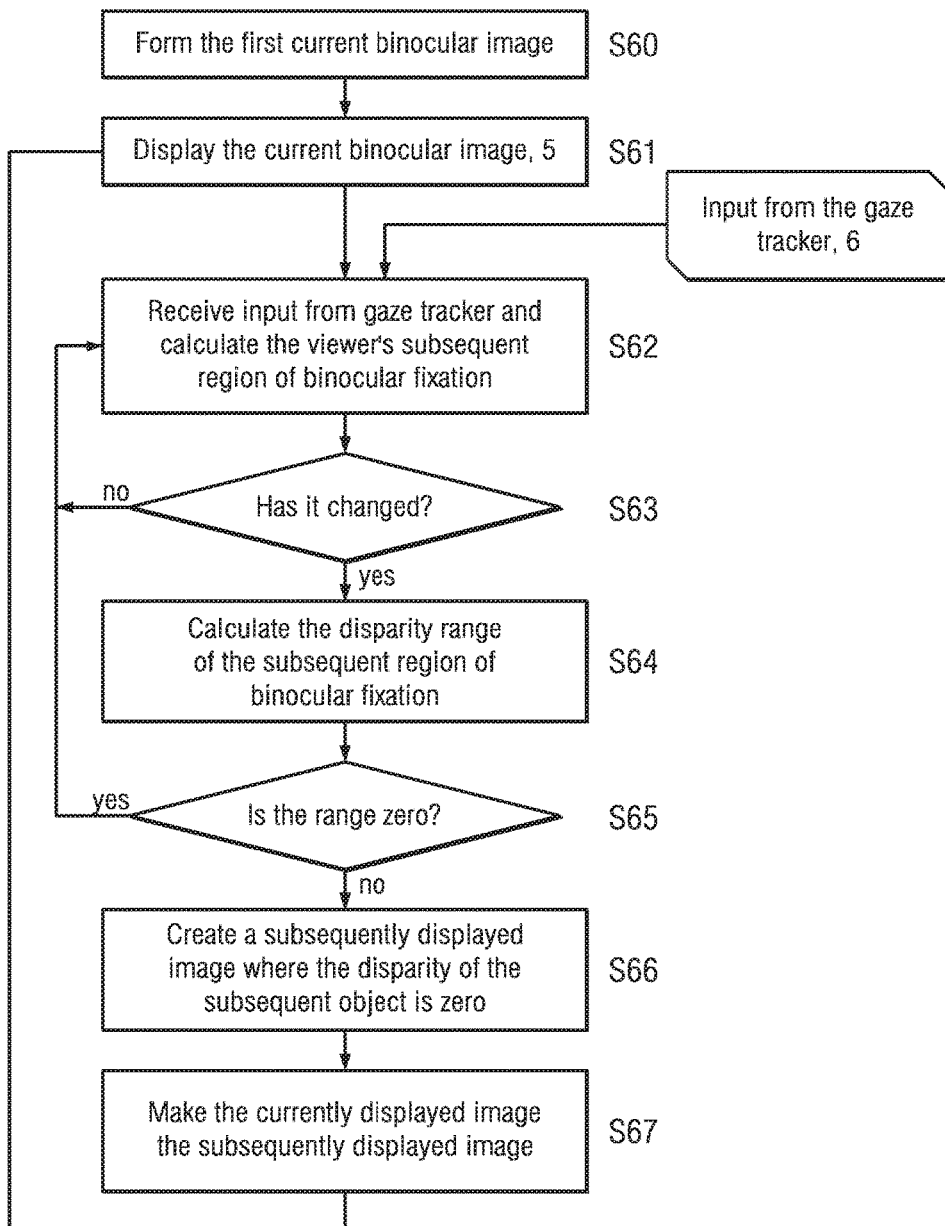 Form the first current binocular image
S60
Display the current binocular image, 5
S61
Input from the gaze
tracker, 6
Receive input from gaze tracker and
calculate the viewer's subsequent
region of binocular fixation
S62
no
Has it changed?
S63
yes
Calculate the disparity range
of the subsequent region of
binocular fixation
S64
yes
Is the range zero?
S65
no
Create a subsequently displayed
image where the disparity of the
subsequent object is zero
S66
Make the currently displayed image
the subsequently displayed image
S67